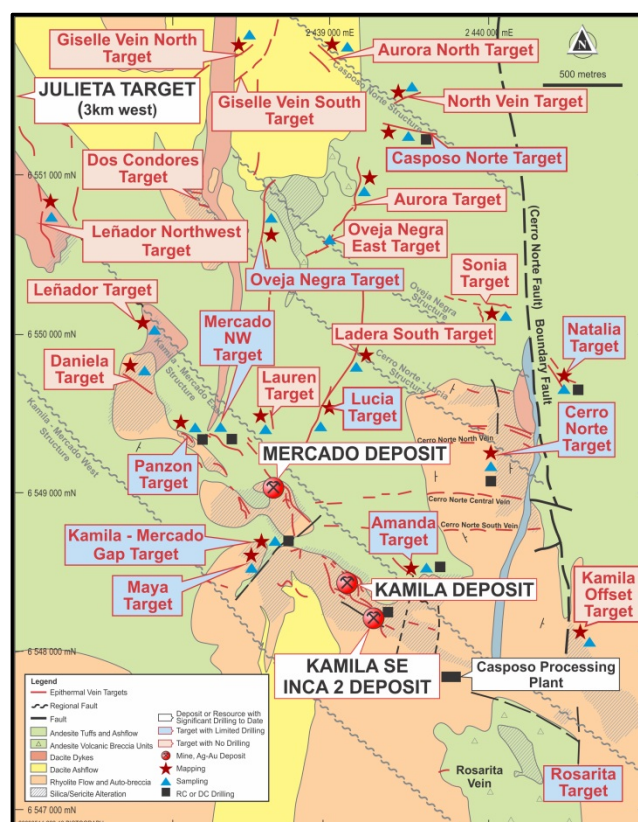 2 439 000 mE
2 440 000 mE
N
500 metres
Giselle Vein North
Target
Aurora North Target
JULIETA TARGET
(3km west)
Giselle Vein South
Target
Casposo Norte Structure
North Vein Target
Casposo Norte Target
Dos Condores
Target
6 551 000 mN
Aurora Target
Leñador Northwest
Target
Oveja Negra
East Target
(Cerro Norte Fault)
Boundary Fault
Oveja Negra Target
Sonia
Target
Oveja Negra
Structure
Leñador Target
Mercado
NW
Target
6 550 000 mN
Ladera South Target
Natalia
Target
Kamila - Mercado East
Structure
Cerro Norte - Lucia
Structure
Daniela
Target
Lauren
Target
Lucia
Target
Cerro
Norte
Target
Kamila - Mercado West
Structure
Cerro Norte North Vein
Panzon
Target
MERCADO DEPOSIT
6 549 000 mN
Cerro Norte Central Vein
Kamila - Mercado
Gap Target
Amanda
Target
Cerro Norte South Vein
Maya
Target
KAMILA DEPOSIT
Kamila
Offset
Target
6 548 000 mN
KAMILA SE
INCA 2 DEPOSIT
Casposo Processing
Plant
Legend
Epithermal Vein Targets
Regional Fault
Fault
Andesite Tuffs and Ashflow
Andesite Volcanic Breccia Units
Dacite Dykes
Dacite Ashflow
Rhyolite Flow and Auto-breccia
Silica/Sericite Alteration
Deposit or Resource with
Significant Drilling to Date
Target with Limited Drilling
Target with No Drilling
Mine, Ag-Au Deposit
Mapping
Sampling
RC or DC Drilling
Rosarita
Vein
Rosarita
Target
6 547 000 mN